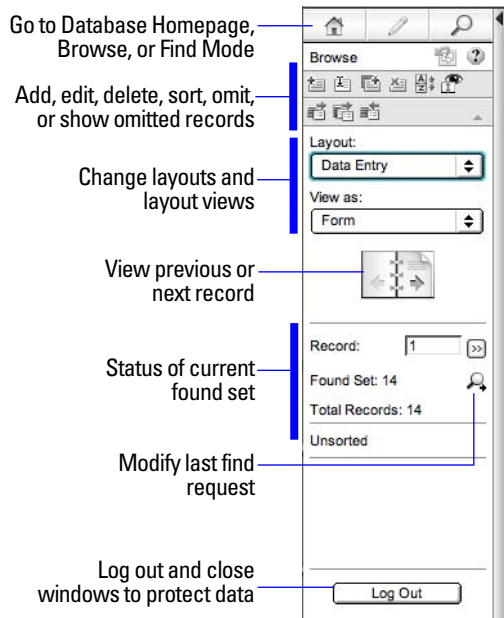 Go to Database Homepage,
Browse, or Find Mode
Browse
Add, edit, delete, sort, omit,
or show omitted records
Layout:
Data Entry
Change layouts and
layout views
View as:
Form
View previous or
next record
Record: 1
Status of current
found set
Found Set: 14
Total Records: 14
Unsorted
Modify last find
request
Log out and close
windows to protect data
Log Out